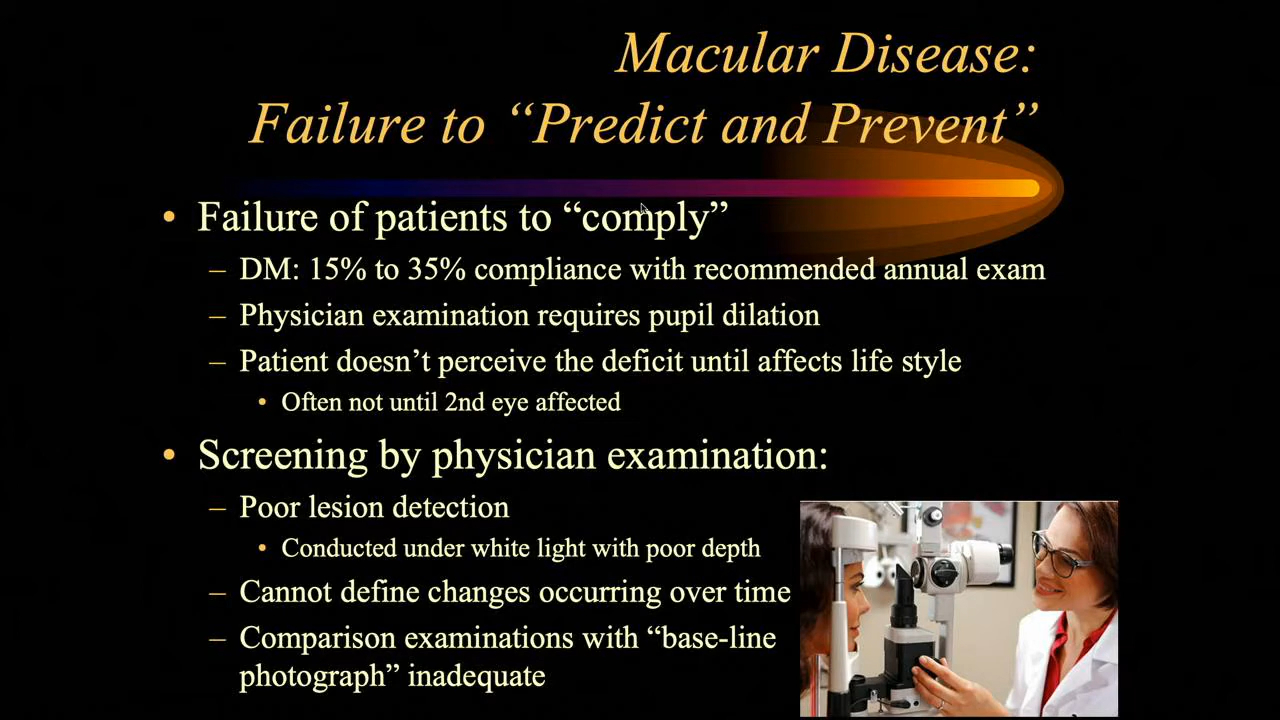 Macular Disease:
Failure to “Predict and Prevent”
• Failure of patients to “comply”
– DM: 15% to 35% compliance with recommended annual exam
– Physician examination requires pupil dilation
– Patient doesn’t perceive the deficit until affects life style
• Often not until 2nd eye affected
• Screening by physician examination:
– Poor lesion detection
• Conducted under white light with poor depth
– Cannot define changes occurring over time
– Comparison examinations with “base-line
photograph” inadequate